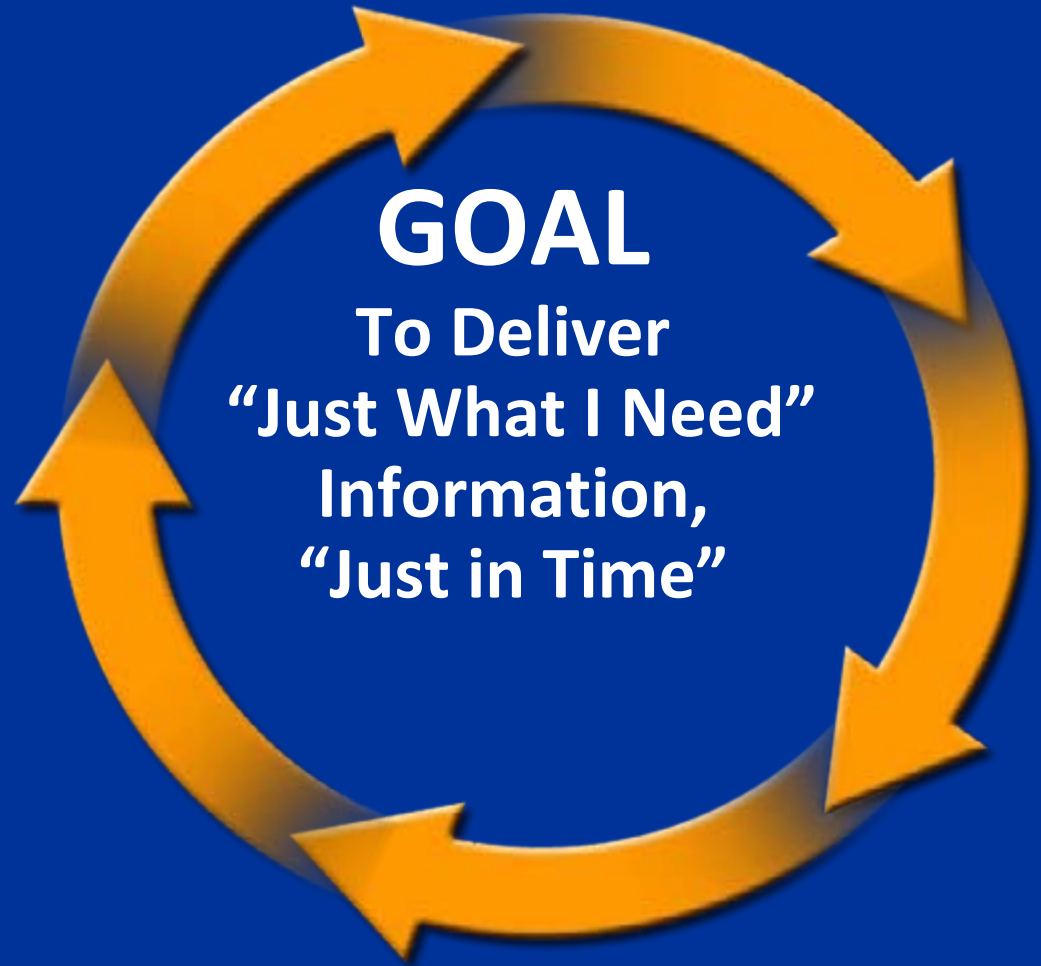 GOAL
To Deliver
“Just What I Need”
Information,
“Just in Time”